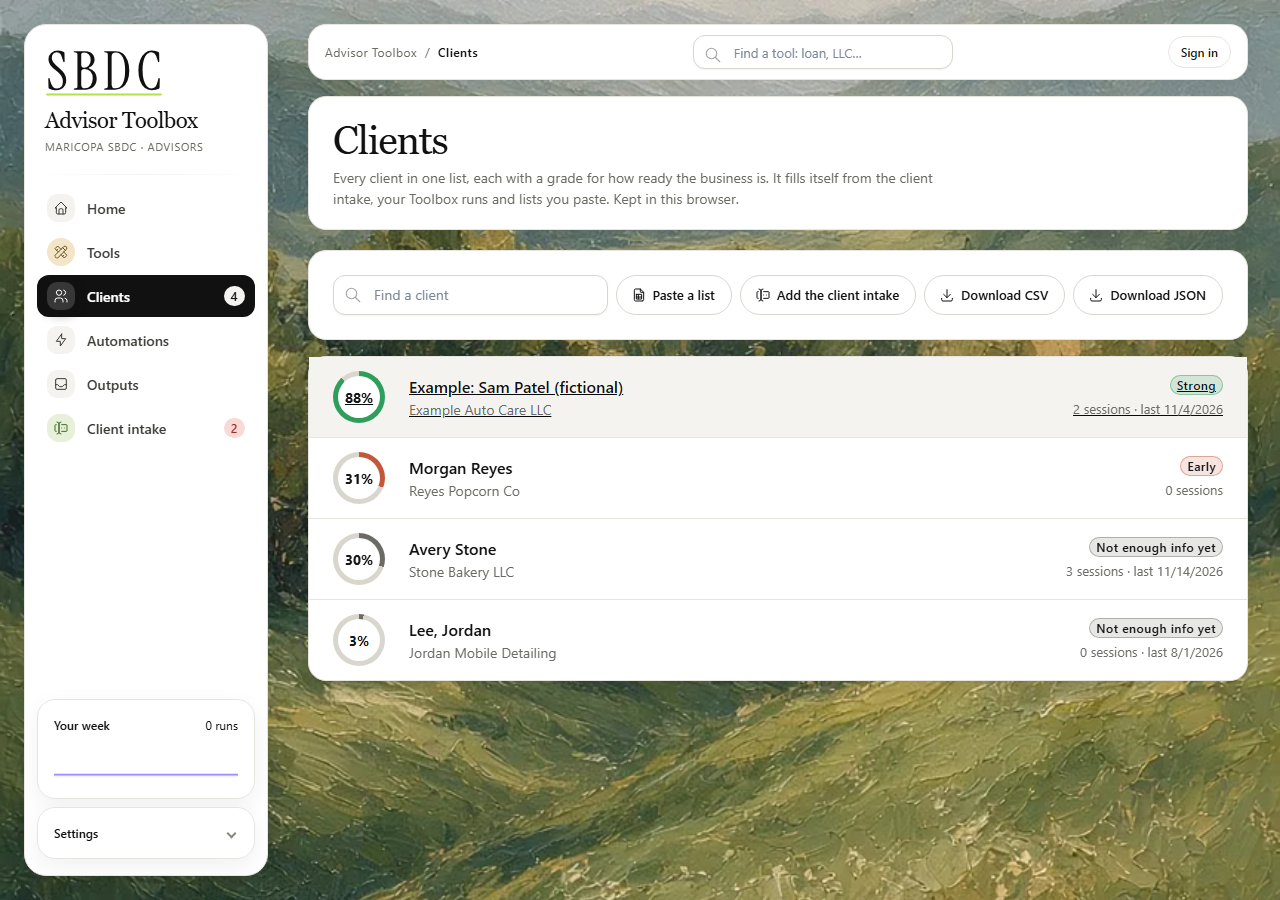 SBDC
Advisor Toolbox
MARICOPA SBDC · ADVISORS
Home
Tools
Clients 4
Automations
Outputs
Client intake 2
Your week 0 runs
Settings
Advisor Toolbox / Clients
Find a tool: loan, LLC...
Sign in
Clients
Every client in one list, each with a grade for how ready the business is. It fills itself from the client
intake, your Toolbox runs and lists you paste. Kept in this browser.
Find a client
Paste a list
Add the client intake
Download CSV
Download JSON
88%
Example: Sam Patel (fictional)
Example Auto Care LLC
Strong
2 sessions · last 11/4/2026
31%
Morgan Reyes
Reyes Popcorn Co
Early
0 sessions
30%
Avery Stone
Stone Bakery LLC
Not enough info yet
3 sessions · last 11/14/2026
3%
Lee, Jordan
Jordan Mobile Detailing
Not enough info yet
0 sessions · last 8/1/2026